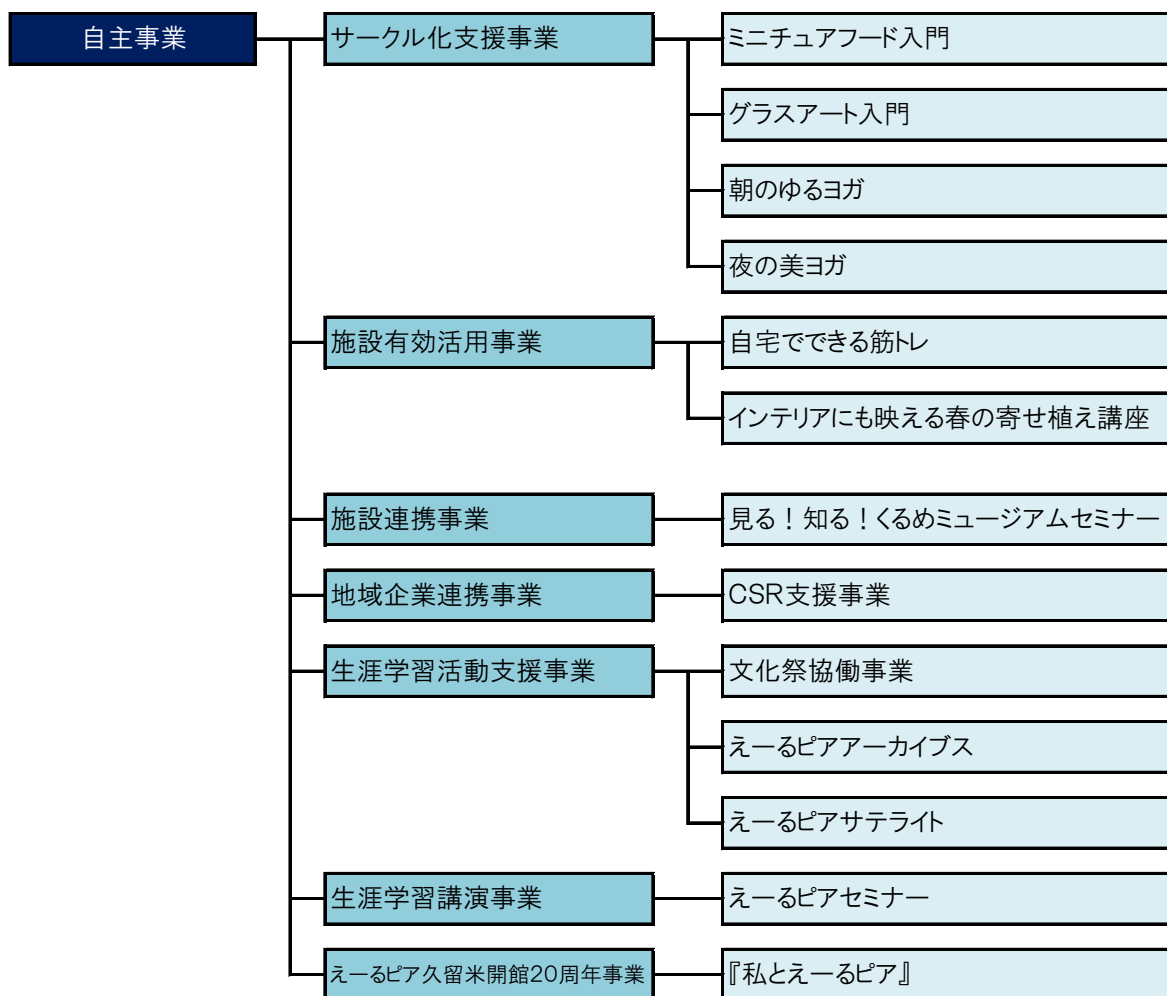 自主事業
サークル化支援事業
ミニチュアフード入門
グラスアート入門
朝のゆるヨガ
夜の美ヨガ
施設有効活用事業
自宅でできる筋トレ
インテリアにも映える春の寄せ植え講座
施設連携事業
見る！知る！くるめミュージアムセミナー
地域企業連携事業
CSR支援事業
生涯学習活動支援事業
文化祭協働事業
えーるピアアーカイブス
えーるピアサテライト
生涯学習講演事業
えーるピアセミナー
えーるピア久留米開館20周年事業
『私とえーるピア』